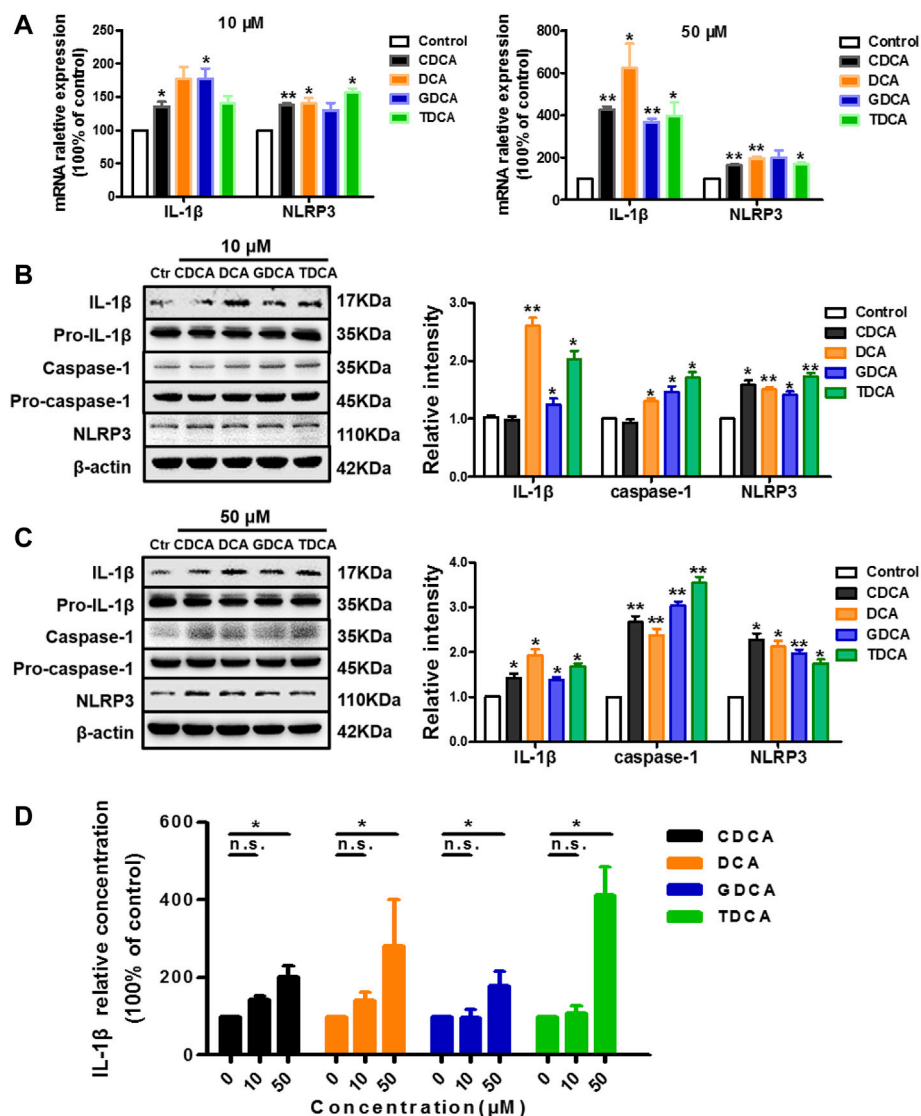 A
10 µM
mRNA raletive expression
(100% of control)
250
200
150
100
50
0
* * ** * *
IL-1β NLRP3
Control
CDCA
DCA
GDCA
TDCA
50 µM
mRNA raletive expression
(100% of control)
800
600
400
200
0
** * ** * ** ** *
IL-1β NLRP3
Control
CDCA
DCA
GDCA
TDCA
B
10 µM
Ctr CDCA DCA GDCA TDCA
IL-1β 17KDa
Pro-IL-1β 35KDa
Caspase-1 35KDa
Pro-caspase-1 45KDa
NLRP3 110KDa
β-actin 42KDa
Relative intensity
3.0
2.0
1.0
0.0
** * * * * * * ** * **
IL-1β caspase-1 NLRP3
Control
CDCA
DCA
GDCA
TDCA
C
50 µM
Ctr CDCA DCA GDCA TDCA
IL-1β 17KDa
Pro-IL-1β 35KDa
Caspase-1 35KDa
Pro-caspase-1 45KDa
NLRP3 110KDa
β-actin 42KDa
Relative intensity
4.0
3.0
2.0
1.0
0.0
* * * * ** ** ** ** * * ** *
IL-1β caspase-1 NLRP3
Control
CDCA
DCA
GDCA
TDCA
D
IL-1β relative concentration
(100% of control)
600
400
200
0
* * * *
n.s. n.s. n.s. n.s.
0 10 50 0 10 50 0 10 50 0 10 50
Concentration(µM)
CDCA
DCA
GDCA
TDCA